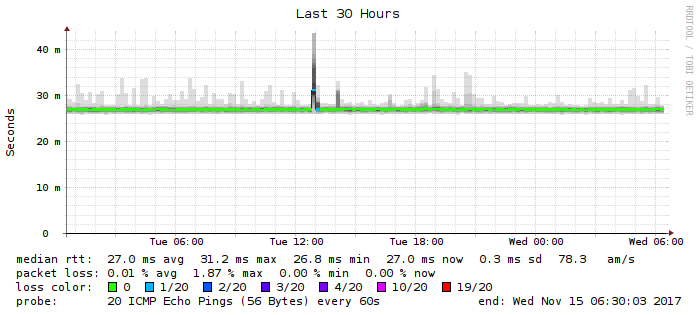 Last 30 Hours
RRDTOOL / TOBI OETIKER
Seconds
40 m
30 m
20 m
10 m
0
Tue 06:00 Tue 12:00 Tue 18:00 Wed 00:00 Wed 06:00
median rtt: 27.0 ms avg 31.2 ms max 26.8 ms min 27.0 ms now 0.3 ms sd 78.3 am/s
packet loss: 0.01 % avg 1.87 % max 0.00 % min 0.00 % now
loss color: 0 1/20 2/20 3/20 4/20 10/20 19/20
probe: 20 ICMP Echo Pings (56 Bytes) every 60s end: Wed Nov 15 06:30:03 2017